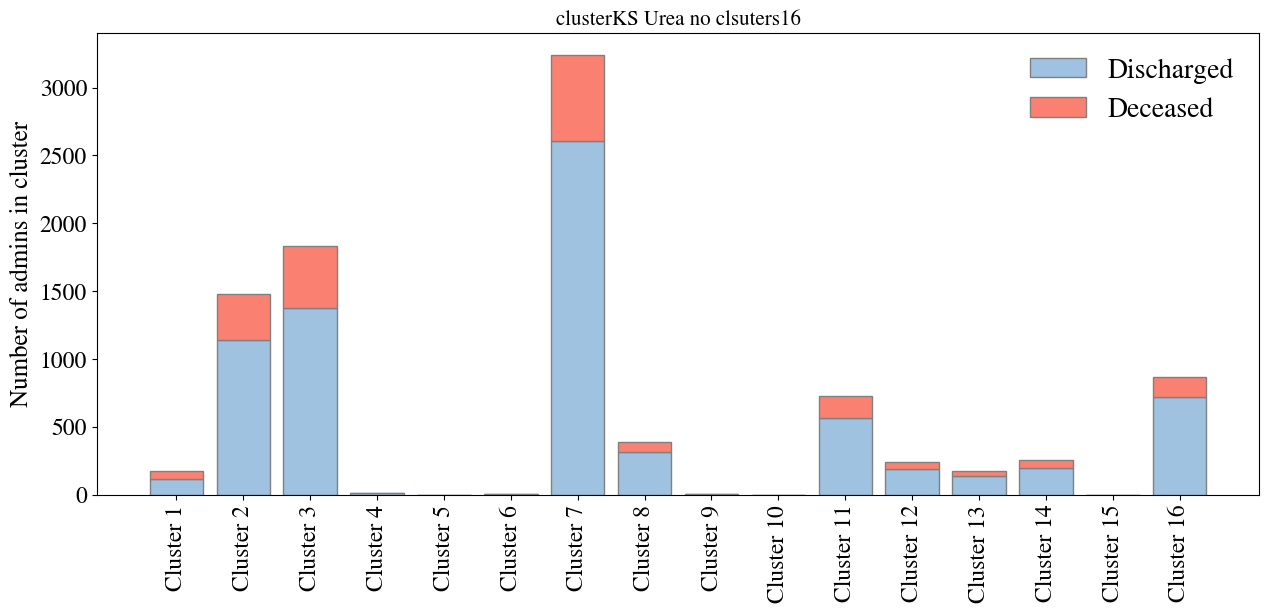 clusterKS Urea no clsuters16
Discharged
Deceased
Number of admins in cluster
3000
2500
2000
1500
1000
500
0
Cluster 1
Cluster 2
Cluster 3
Cluster 4
Cluster 5
Cluster 6
Cluster 7
Cluster 8
Cluster 9
Cluster 10
Cluster 11
Cluster 12
Cluster 13
Cluster 14
Cluster 15
Cluster 16